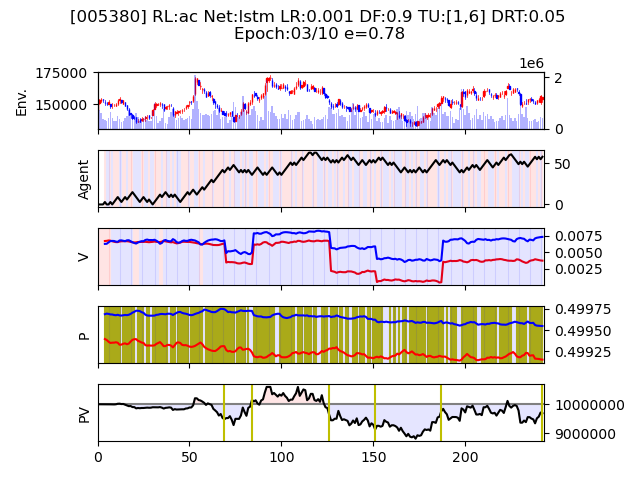 [005380] RL:ac Net:lstm LR:0.001 DF:0.9 TU:[1,6] DRT:0.05
Epoch:03/10 e=0.78
1e6
175000
150000
Env.
2
0
Agent
50
0
V
0.0075
0.0050
0.0025
P
0.49975
0.49950
0.49925
PV
10000000
9000000
0 50 100 150 200